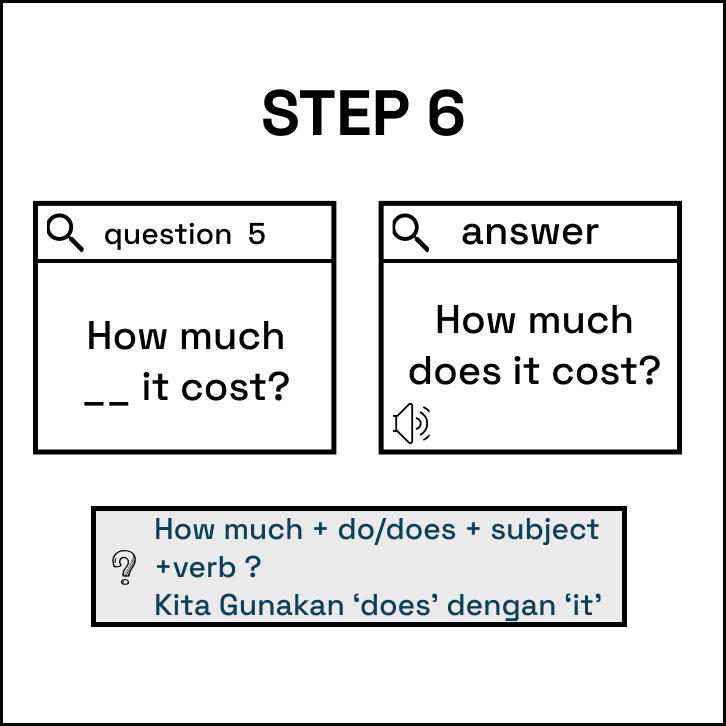 STEP 6
question 5
How much
__ it cost?
answer
How much
does it cost?
How much + do/does + subject
+verb ?
Kita Gunakan ‘does’ dengan ‘it’